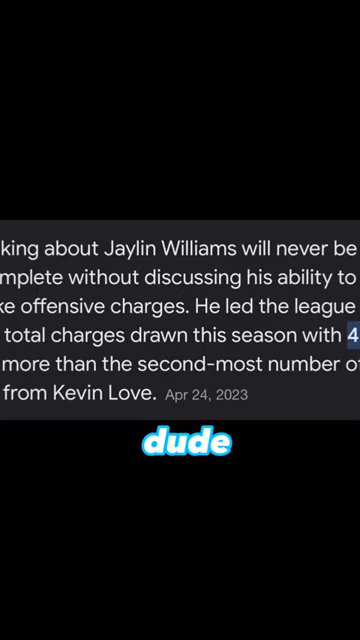 king about Jaylin Williams will never be
mplete without discussing his ability to
ke offensive charges. He led the league
total charges drawn this season with 4
more than the second-most number of
from Kevin Love. Apr 24, 2023
dude